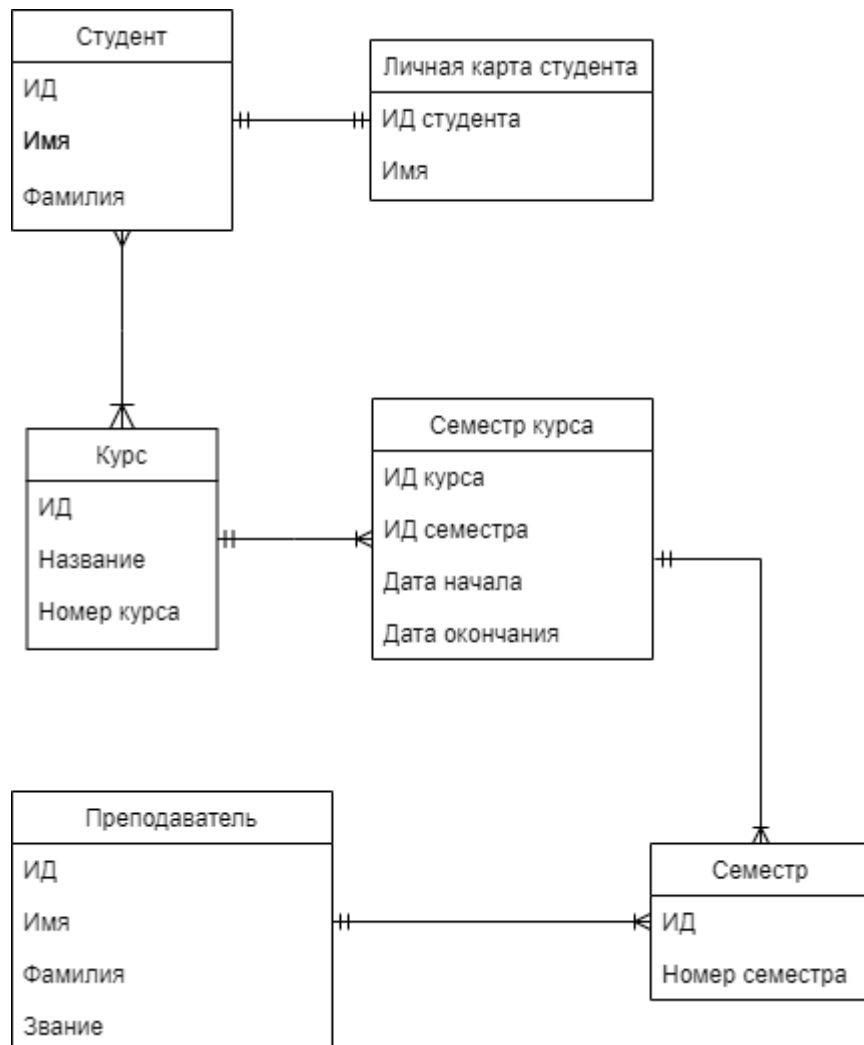 Студент
ИД
Имя
Фамилия
Личная карта студента
ИД студента
Имя
Курс
ИД
Название
Номер курса
Семестр курса
ИД курса
ИД семестра
Дата начала
Дата окончания
Преподаватель
ИД
Имя
Фамилия
Звание
Семестр
ИД
Номер семестра